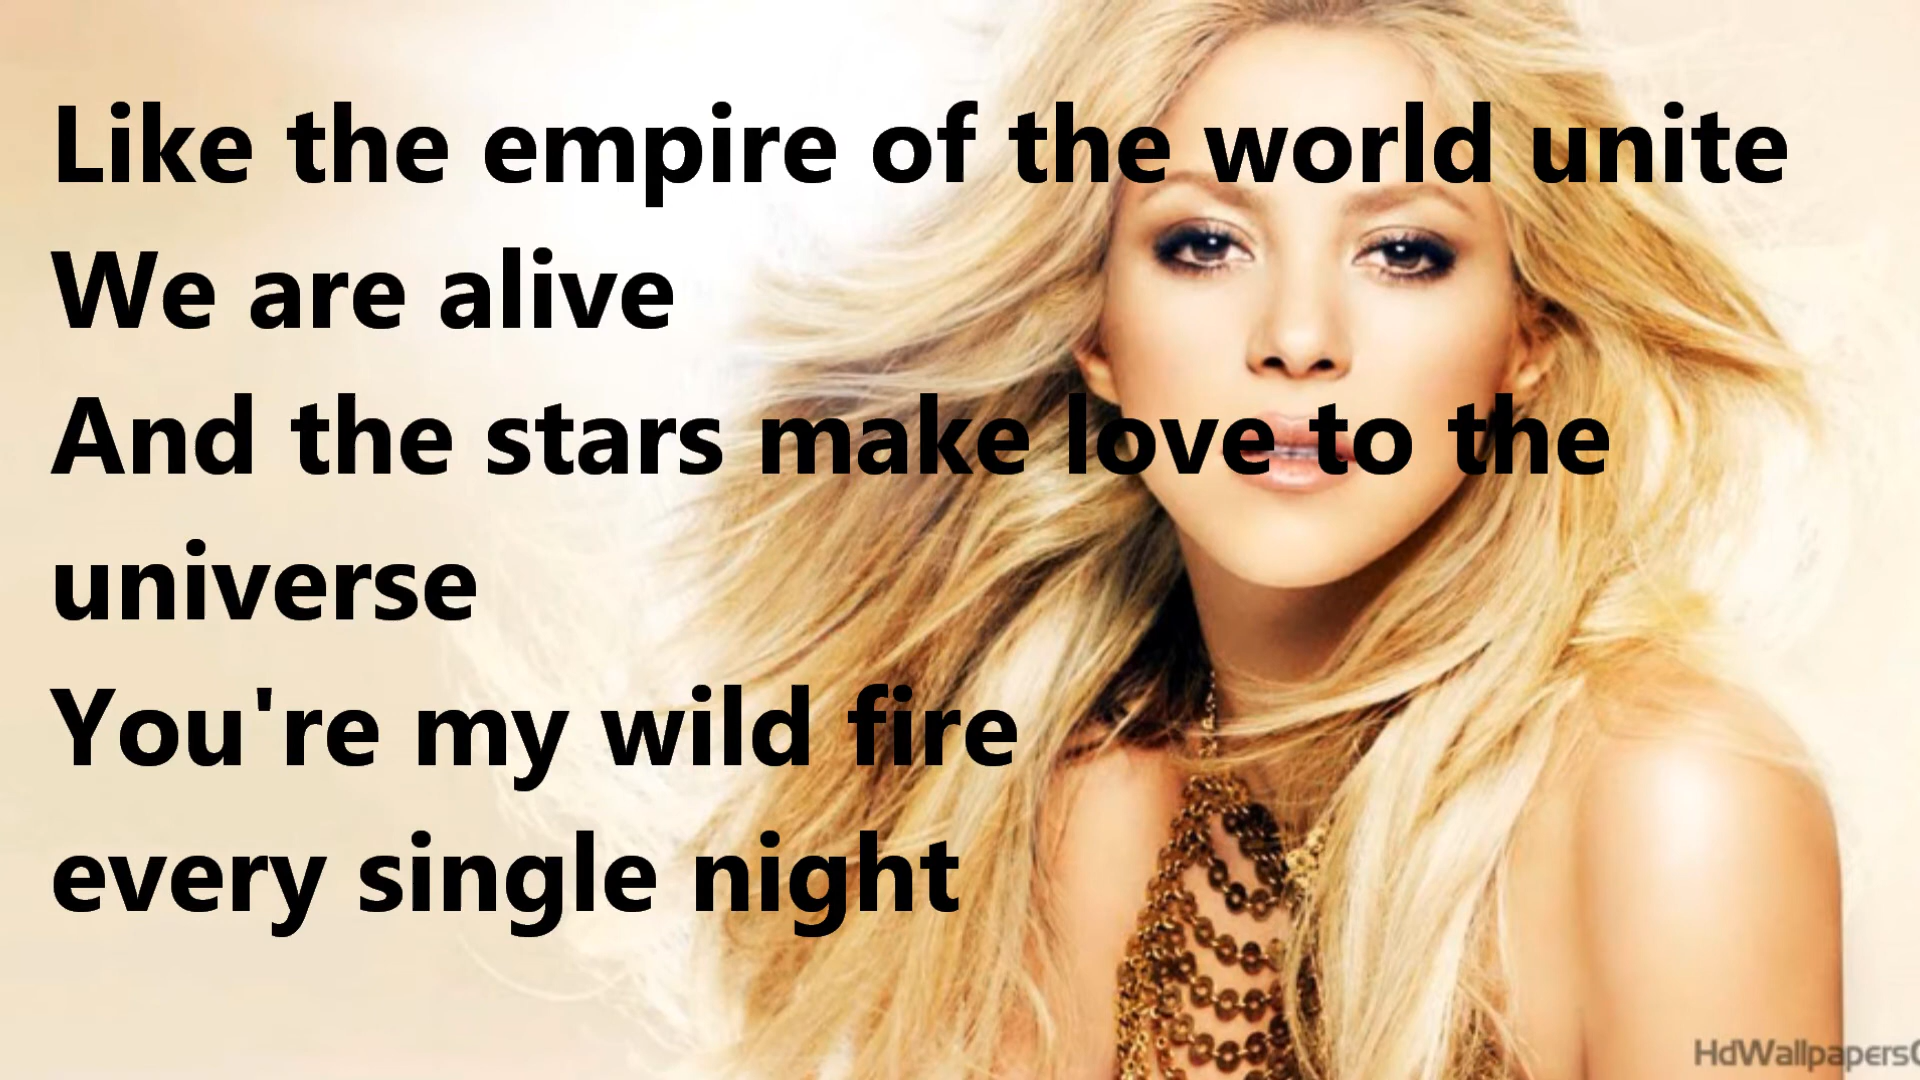 Like the empire of the world unite
We are alive
And the stars make love to the
universe
You're my wild fire
every single night
HdWallpapers